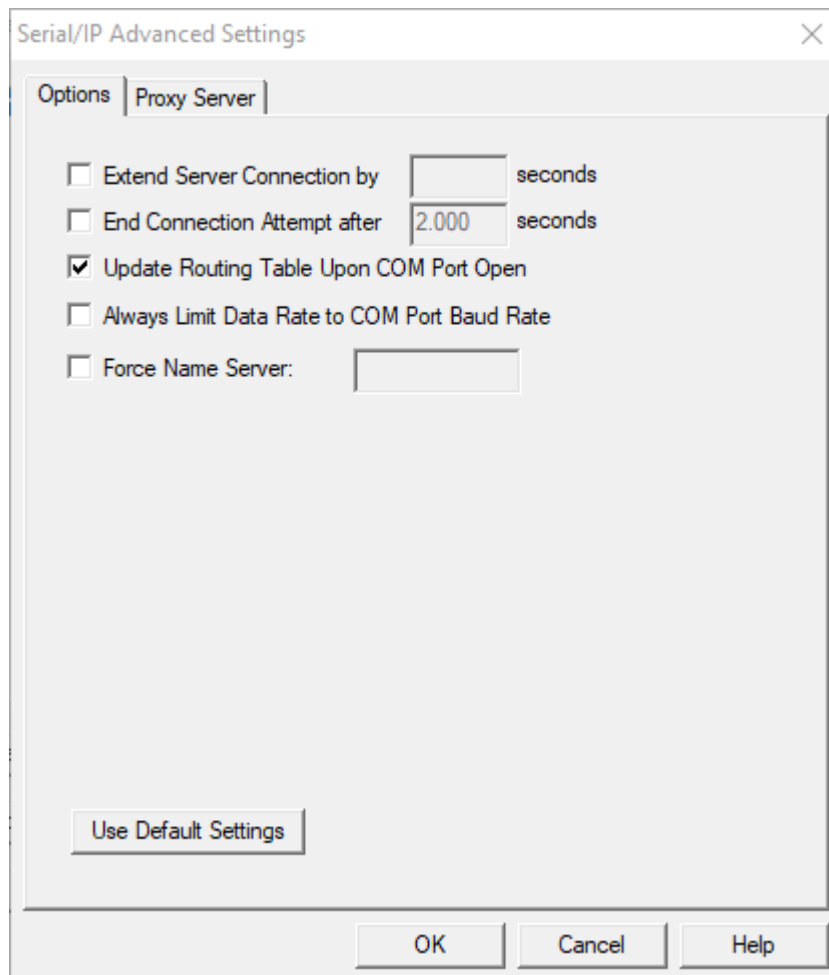 Serial/IP Advanced Settings
Options Proxy Server
Extend Server Connection by seconds
End Connection Attempt after 2.000 seconds
Update Routing Table Upon COM Port Open
Always Limit Data Rate to COM Port Baud Rate
Force Name Server:
Use Default Settings
OK Cancel Help